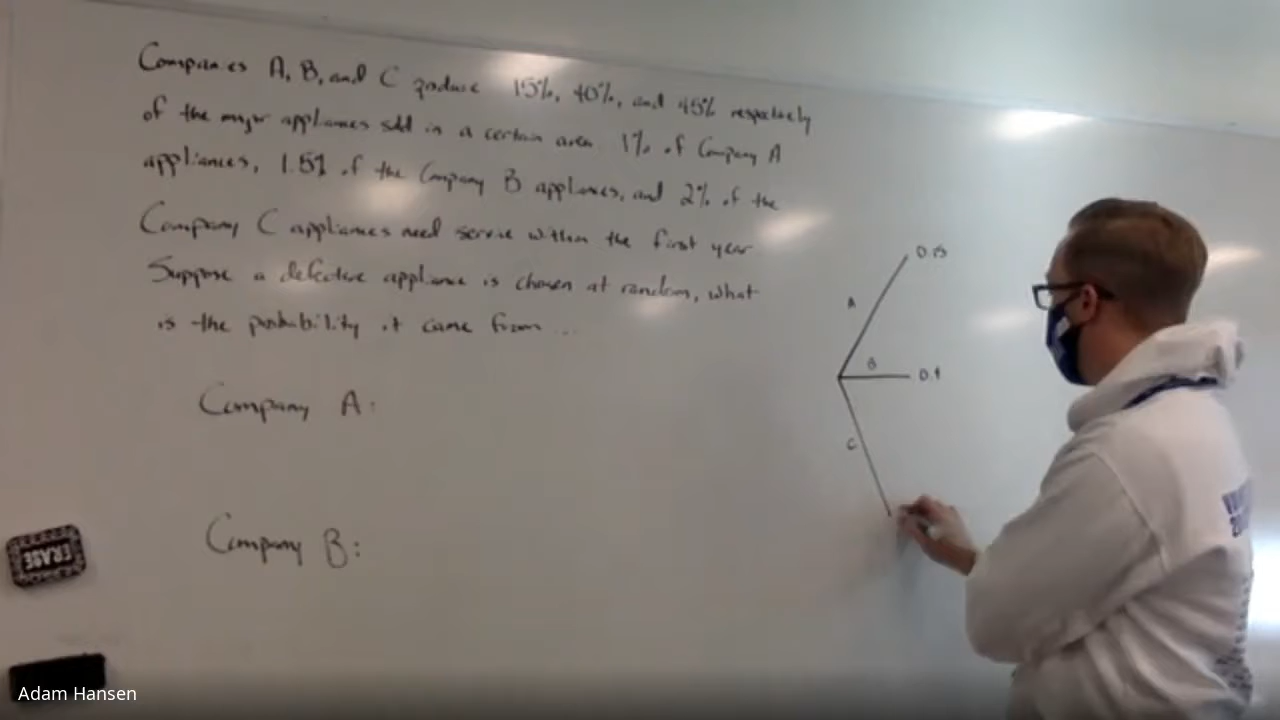 Companies A, B, and C produce 15%, 40%, and 45% respectively
of the major appliances sold in a certain area. 1% of Company A
appliances, 1.5% of the Company B appliances, and 2% of the
Company C appliances need service within the first year
Suppose a defective appliance is chosen at random, what
is the probability it came from ...
Company A:
Company B:
A
0.15
B
0.4
C
ERASE
Adam Hansen